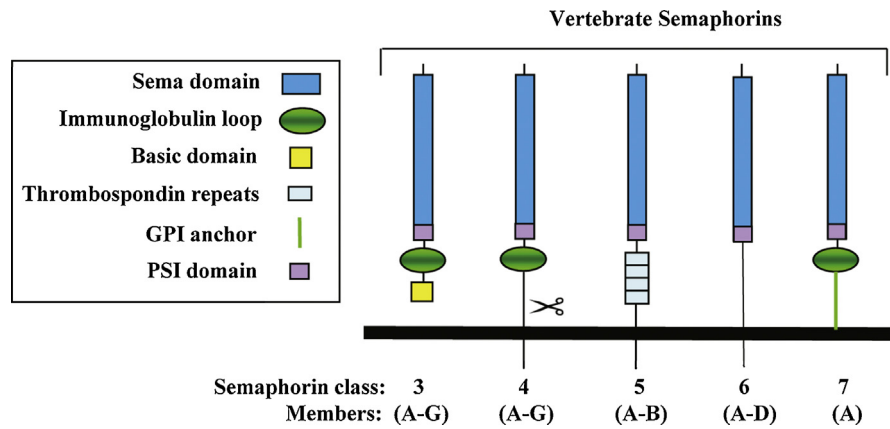 Vertebrate Semaphorins
Sema domain
Immunoglobulin loop
Basic domain
Thrombospondin repeats
GPI anchor
PSI domain
Semaphorin class: 3 4 5 6 7
Members: (A-G) (A-G) (A-B) (A-D) (A)